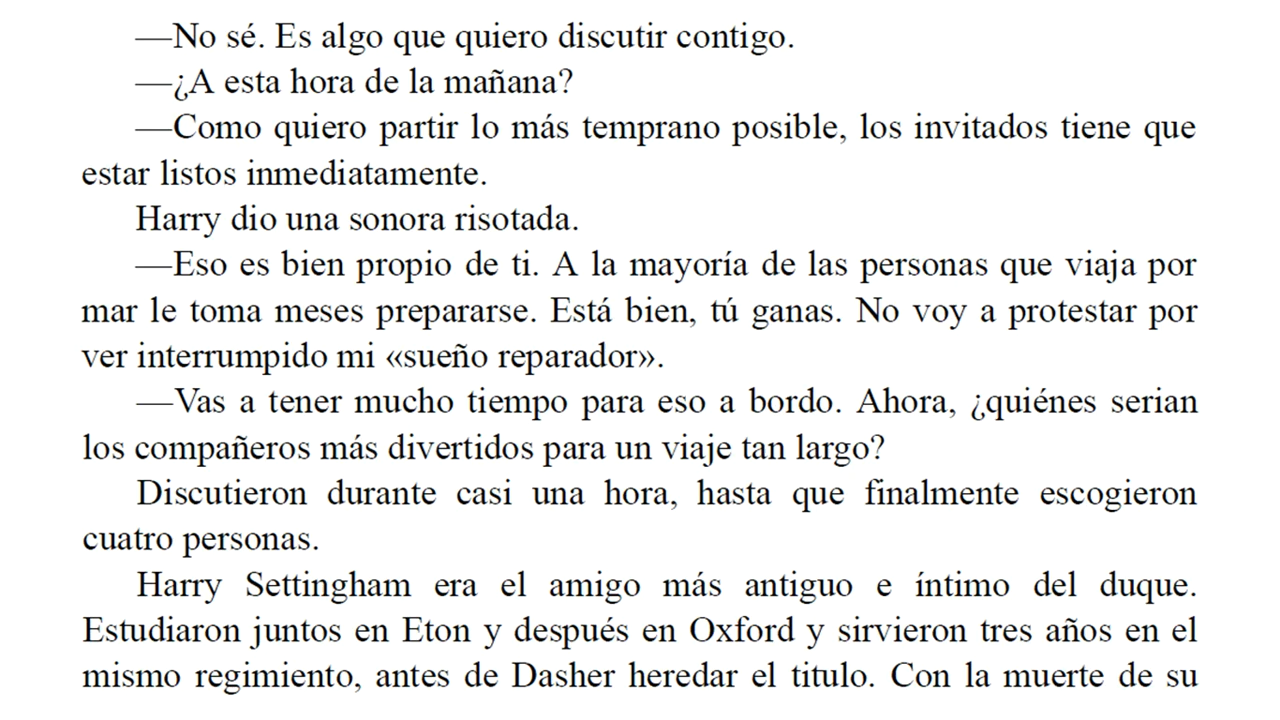 —No sé. Es algo que quiero discutir contigo.
—¿A esta hora de la mañana?
—Como quiero partir lo más temprano posible, los invitados tiene que
estar listos inmediatamente.
Harry dio una sonora risotada.
—Eso es bien propio de ti. A la mayoría de las personas que viaja por
mar le toma meses prepararse. Está bien, tú ganas. No voy a protestar por
ver interrumpido mi «sueño reparador».
—Vas a tener mucho tiempo para eso a bordo. Ahora, ¿quiénes serian
los compañeros más divertidos para un viaje tan largo?
Discutieron durante casi una hora, hasta que finalmente escogieron
cuatro personas.
Harry Settingham era el amigo más antiguo e íntimo del duque.
Estudiaron juntos en Eton y después en Oxford y sirvieron tres años en el
mismo regimiento, antes de Dasher heredar el titulo. Con la muerte de su